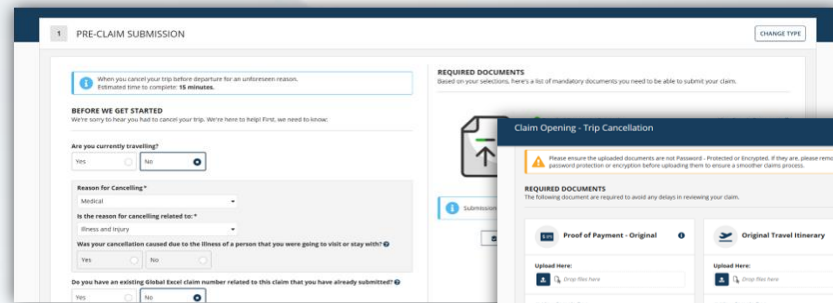 1 PRE-CLAIM SUBMISSION
CHANGE TYPE
When you cancel your trip before departure for an unforeseen reason.
Estimated time to complete: 15 minutes.
BEFORE WE GET STARTED
We're sorry to hear you had to cancel your trip. We're here to help! First, we need to know:
Are you currently travelling?
Yes No
Reason for Cancelling *
Medical
Is the reason for cancelling related to: *
Illness and Injury
Was your cancellation caused due to the illness of a person that you were going to visit or stay with?
Yes No
Do you have an existing Global Excel claim number related to this claim that you have already submitted?
Yes No
REQUIRED DOCUMENTS
Based on your selections, here's a list of mandatory documents you need to be able to submit your claim.
Submission
Claim Opening - Trip Cancellation
Please ensure the uploaded documents are not Password - Protected or Encrypted. If they are, please
password protection or encryption before uploading them to ensure a smoother claims process.
REQUIRED DOCUMENTS
The following document are required to avoid any delays in reviewing your claim.
Proof of Payment - Original
Upload Here:
Drop files here
Original Travel Itinerary
Upload Here:
Drop files here